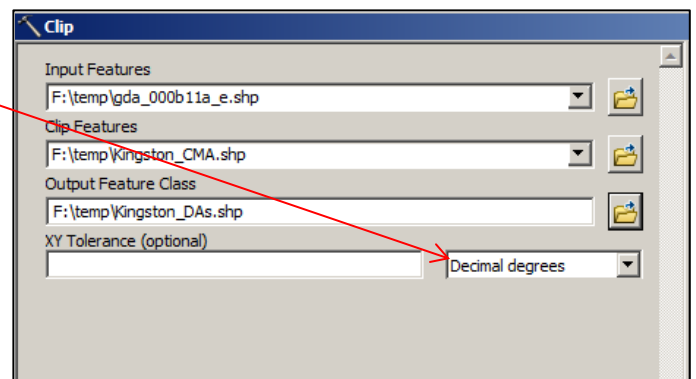 Clip
Input Features
F:\temp\gda_000b11a_e.shp
Clip Features
F:\temp\Kingston_CMA.shp
Output Feature Class
F:\temp\Kingston_DAs.shp
XY Tolerance (optional)
Decimal degrees